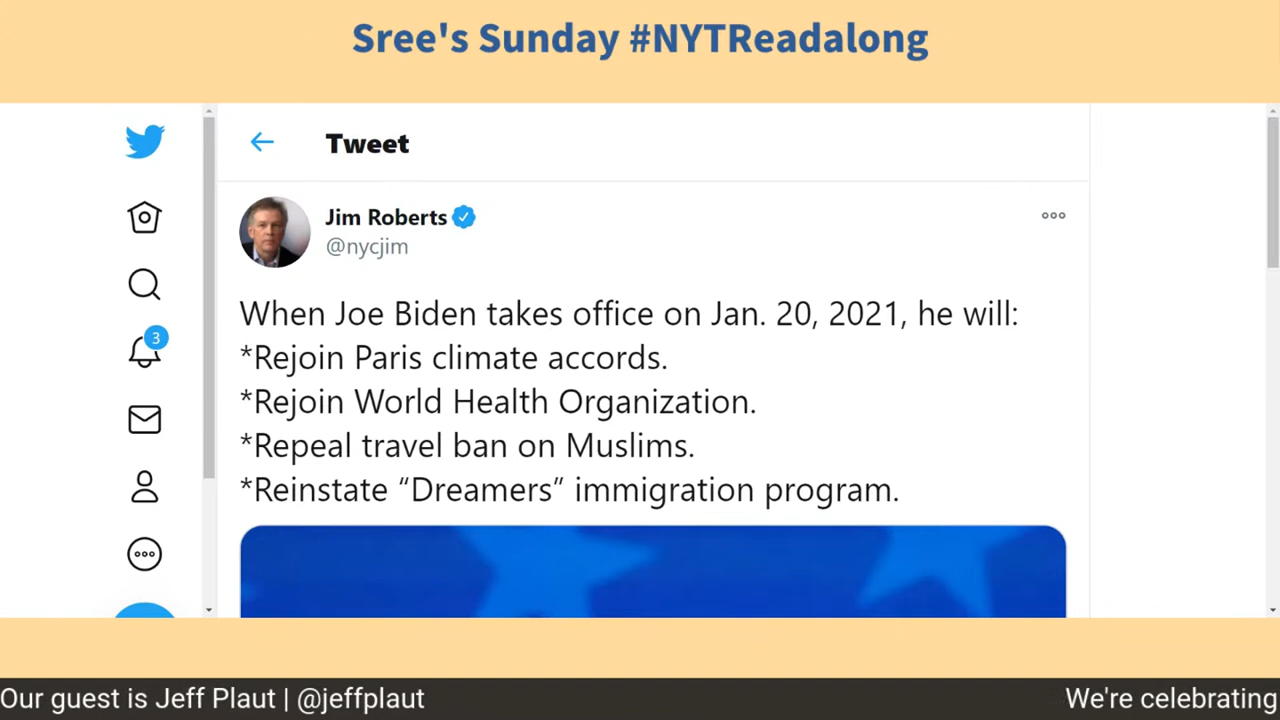 Sree's Sunday #NYTReadalong
Tweet
Jim Roberts
@nycjim
3
When Joe Biden takes office on Jan. 20, 2021, he will:
*Rejoin Paris climate accords.
*Rejoin World Health Organization.
*Repeal travel ban on Muslims.
*Reinstate “Dreamers” immigration program.
Our guest is Jeff Plaut | @jeffplaut We're celebrating